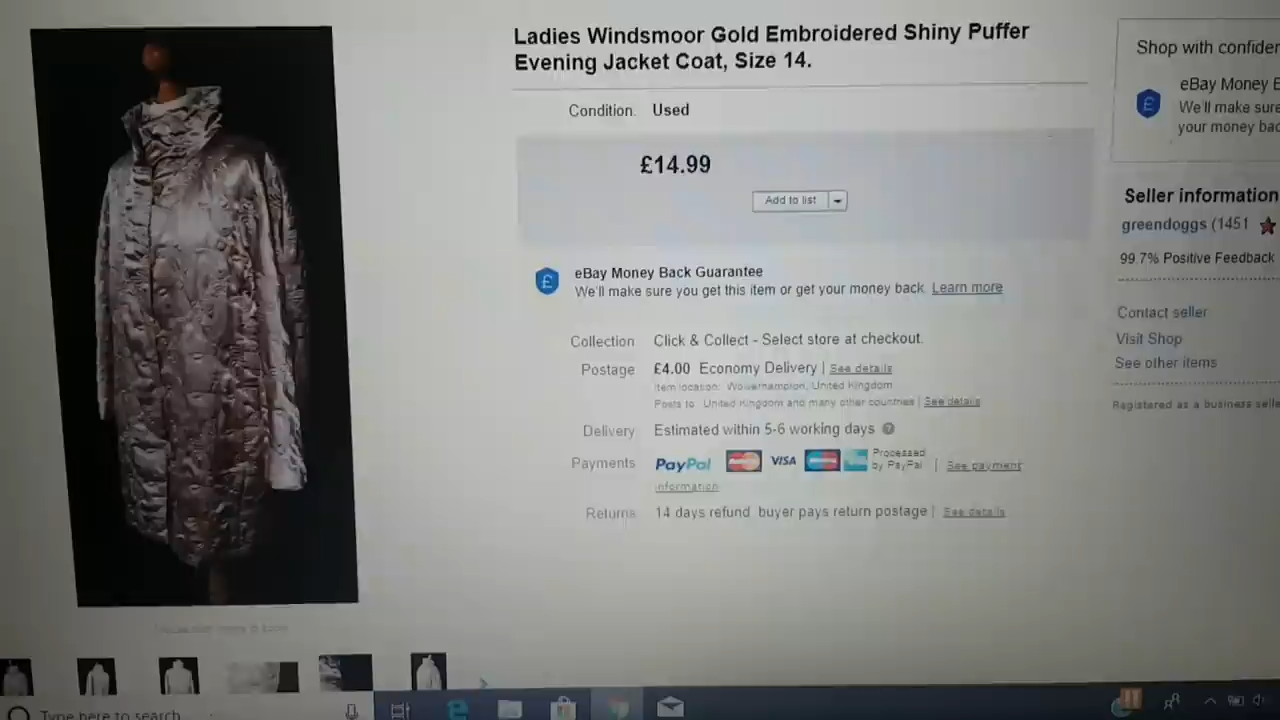 Ladies Windsmoor Gold Embroidered Shiny Puffer
Evening Jacket Coat, Size 14.
Condition: Used
£14.99
Add to list
eBay Money Back Guarantee
We'll make sure you get this item or get your money back. Learn more
Collection Click & Collect - Select store at checkout.
Postage £4.00 Economy Delivery | See details
Item location: Wolverhampton, United Kingdom
Posts to: United Kingdom and many other countries | See details
Delivery Estimated within 5-6 working days
Payments PayPal VISA Processed
by PayPal | See payment
information
Returns 14 days refund buyer pays return postage | See details
Shop with confiden
eBay Money B
We'll make sure
your money bac
Seller information
greendoggs (1451
99.7% Positive Feedback
Contact seller
Visit Shop
See other items
Registered as a business selle
Type here to search